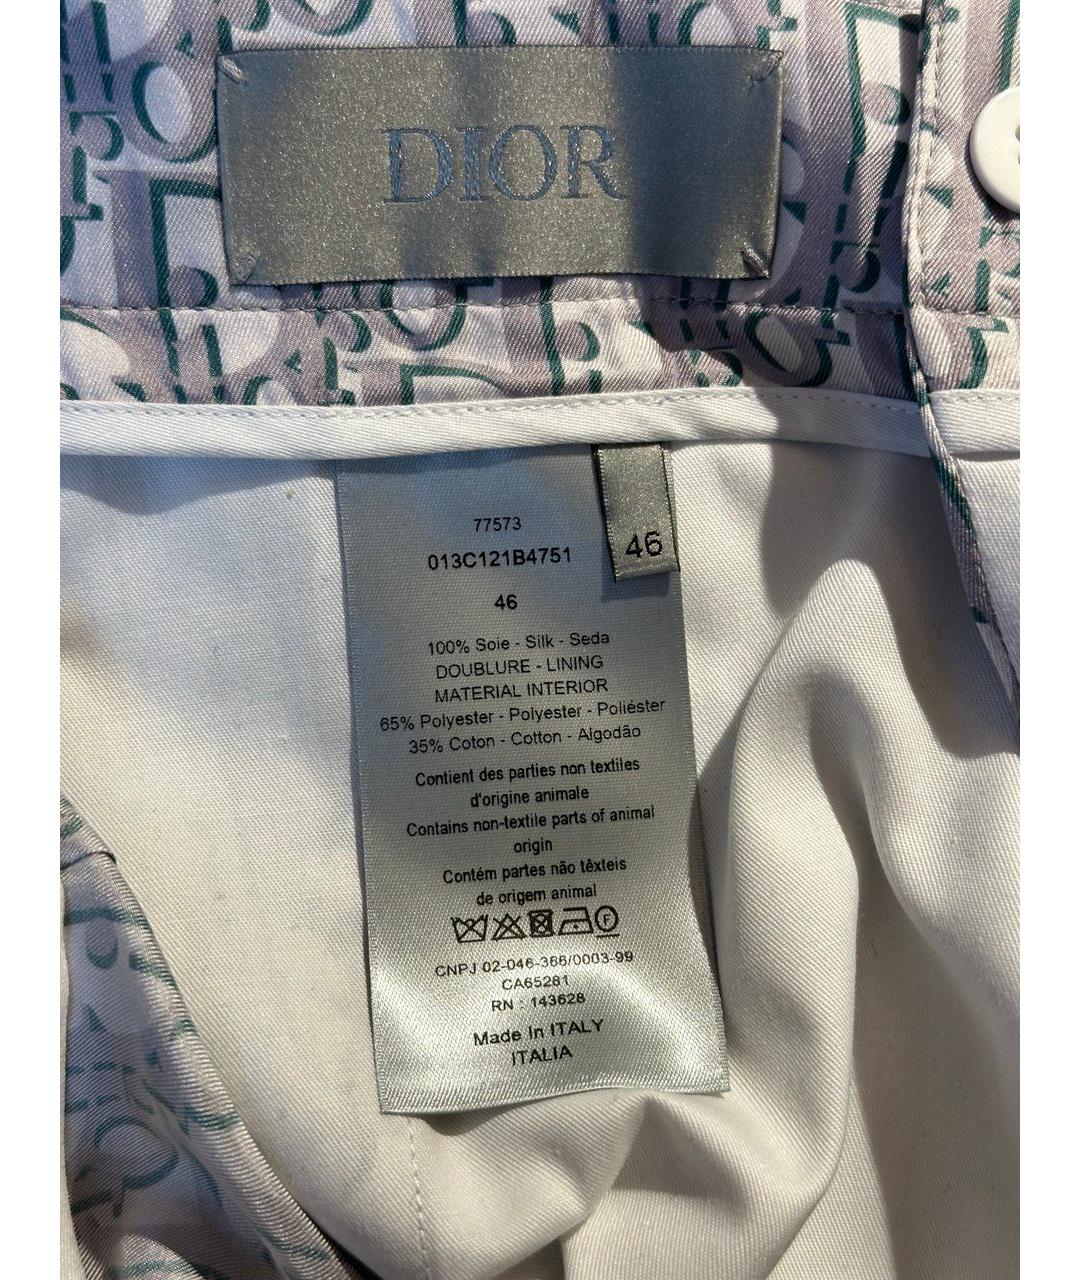 DIOR
46
77573
013C121B4751
46
100% Soie - Silk - Seda
DOUBLURE - LINING
MATERIAL INTERIOR
65% Polyester - Polyester - Poliéster
35% Coton - Cotton - Algodão
Contient des parties non textiles
d'origine animale
Contains non-textile parts of animal
origin
Contém partes não têxteis
de origem animal
F
CNPJ 02-046-366/0003-99
CA65281
RN : 143628
Made In ITALY
ITALIA